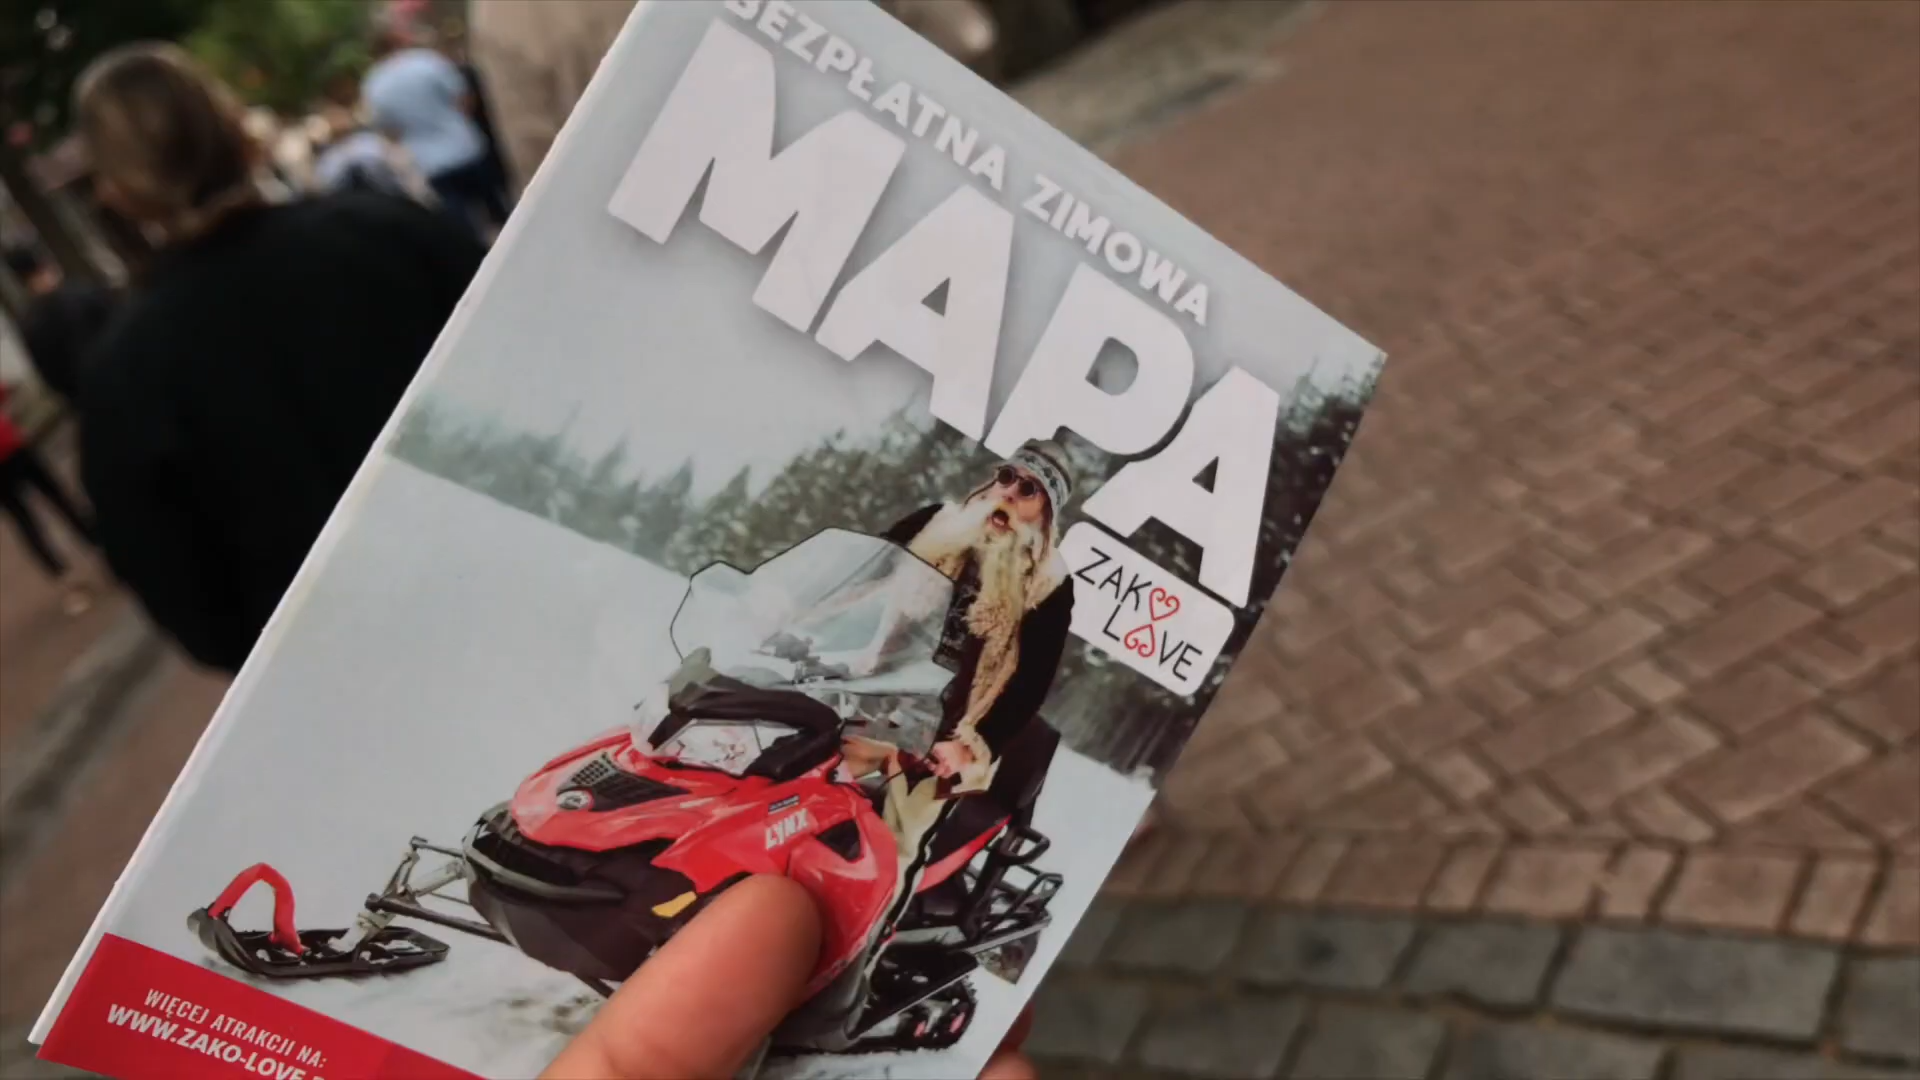 BEZPŁATNA ZIMOWA
MAPA
ZAKO
LOVE
LYNX
WIĘCEJ ATRAKCJI NA:
WWW.ZAKO-LOVE.